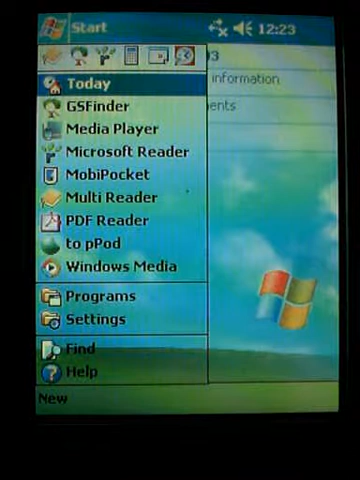 Start 12:23
3
Today
information
GSFinder
ents
Media Player
Microsoft Reader
MobiPocket
Multi Reader
PDF Reader
to pPod
Windows Media
Programs
Settings
Find
Help
New